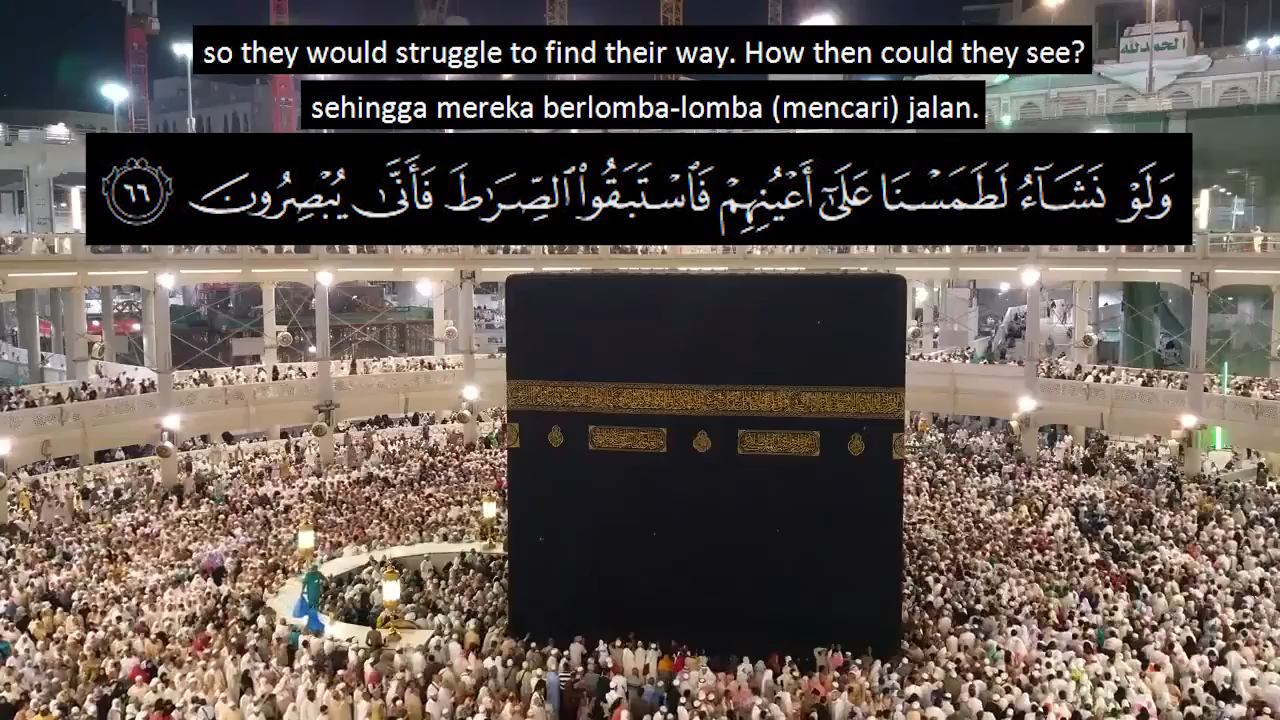 so they would struggle to find their way. How then could they see?
sehingga mereka berlomba-lomba (mencari) jalan.
وَلَوْ نَشَآءُ لَطَمَسْنَا عَلَىٰٓ أَعْيُنِهِمْ فَٱسْتَبَقُوا۟ ٱلصِّرَٰطَ فَأَنَّىٰ يُبْصِرُونَ ٦٦
الحمدلله